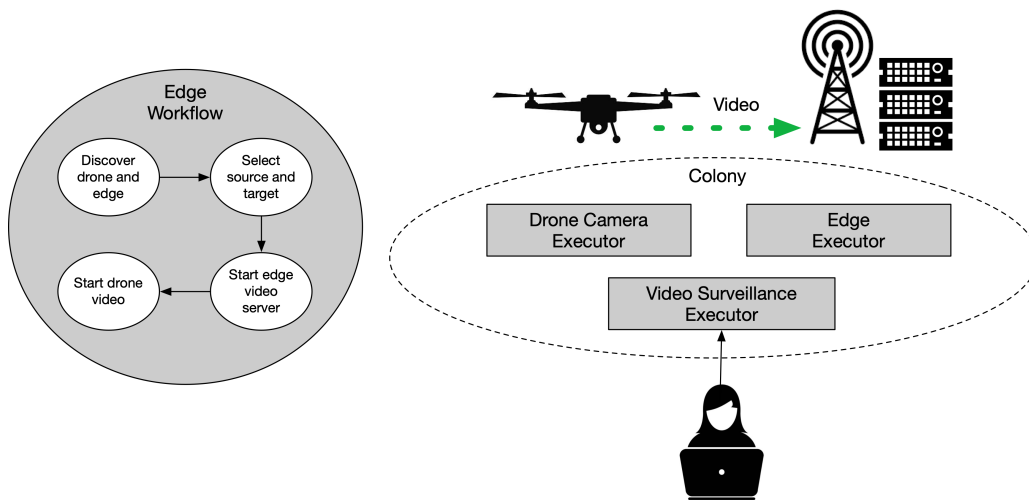 Edge
Workflow
Discover
drone and
edge
Select
source and
target
Start drone
video
Start edge
video
server
Video
Colony
Drone Camera
Executor
Edge
Executor
Video Surveillance
Executor